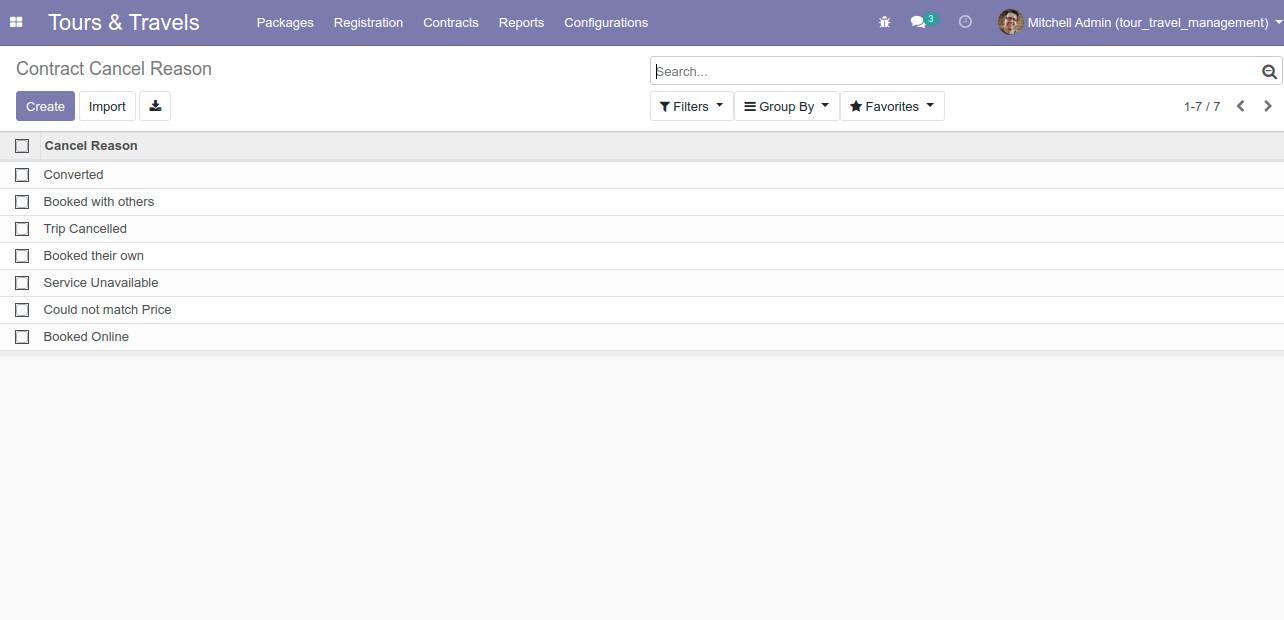 Tours & Travels Packages Registration Contracts Reports Configurations 3 Mitchell Admin (tour_travel_management)
Contract Cancel Reason
Search...
Create Import Filters Group By Favorites 1-7 / 7
Cancel Reason
Converted
Booked with others
Trip Cancelled
Booked their own
Service Unavailable
Could not match Price
Booked Online